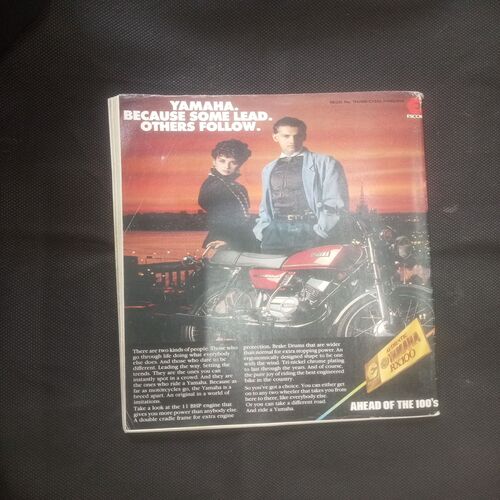 YAMAHA.
BECAUSE SOME LEAD.
OTHERS FOLLOW.
ESCOR
There are two kinds of people. Those who
go through life doing what everybody
else does. And those who dare to be
different. Leading the way. Setting the
trends. They are the ones you can
instantly spot in a crowd. And they are
the ones who ride a Yamaha. Because as
far as motorcycles go, the Yamaha is a
breed apart. An original in a world of
imitations.
Take a look at the 11 BHP engine that
gives you more power than anybody else.
A double cradle frame for extra engine
protection. Brake Drums that are wider
than normal for extra stopping power. An
ergonomically designed shape to be one
with the wind. Tri-nickel Chrome plating
to last through the years. And of course,
the pure joy of riding the best engineered
bike in the country.
So you've got a choice. You can either get
on to any two wheeler that takes you from
here to there, like everybody else.
Or you can take a different road.
And ride a Yamaha.
YAMAHA
RX100
AHEAD OF THE 100's